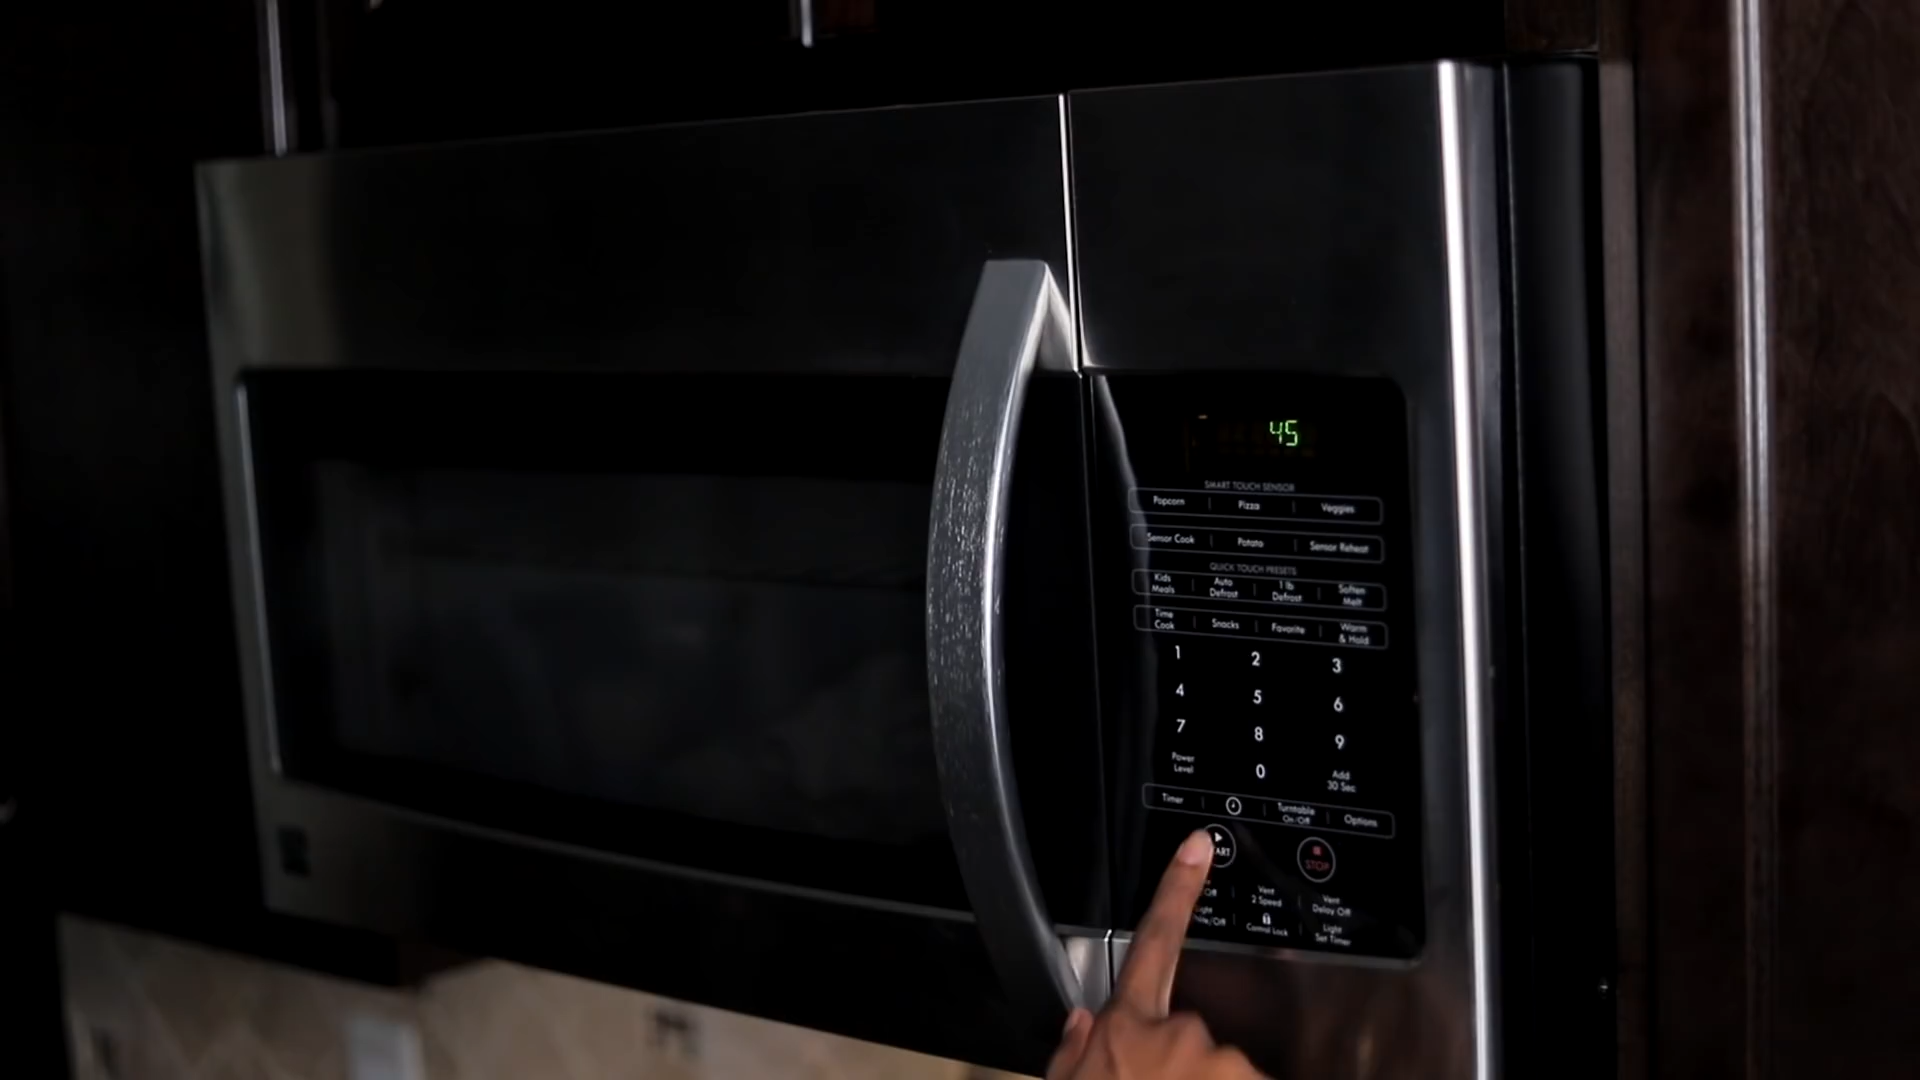 45
SMART TOUCH SENSOR
Popcorn Pizza Veggies
Sensor Cook Potato Sensor Reheat
QUICK TOUCH PRESETS
Kids Meals Auto Defrost 1 lb Defrost Soften Melt
Time Cook Snacks Favorite Warm & Hold
1 2 3
4 5 6
7 8 9
Power Level 0 Add 30 Sec
Timer Turntable On/Off Options
ART STOP
Off Vent 2 Speed Vent Delay Off
Control Lock Light Set Timer